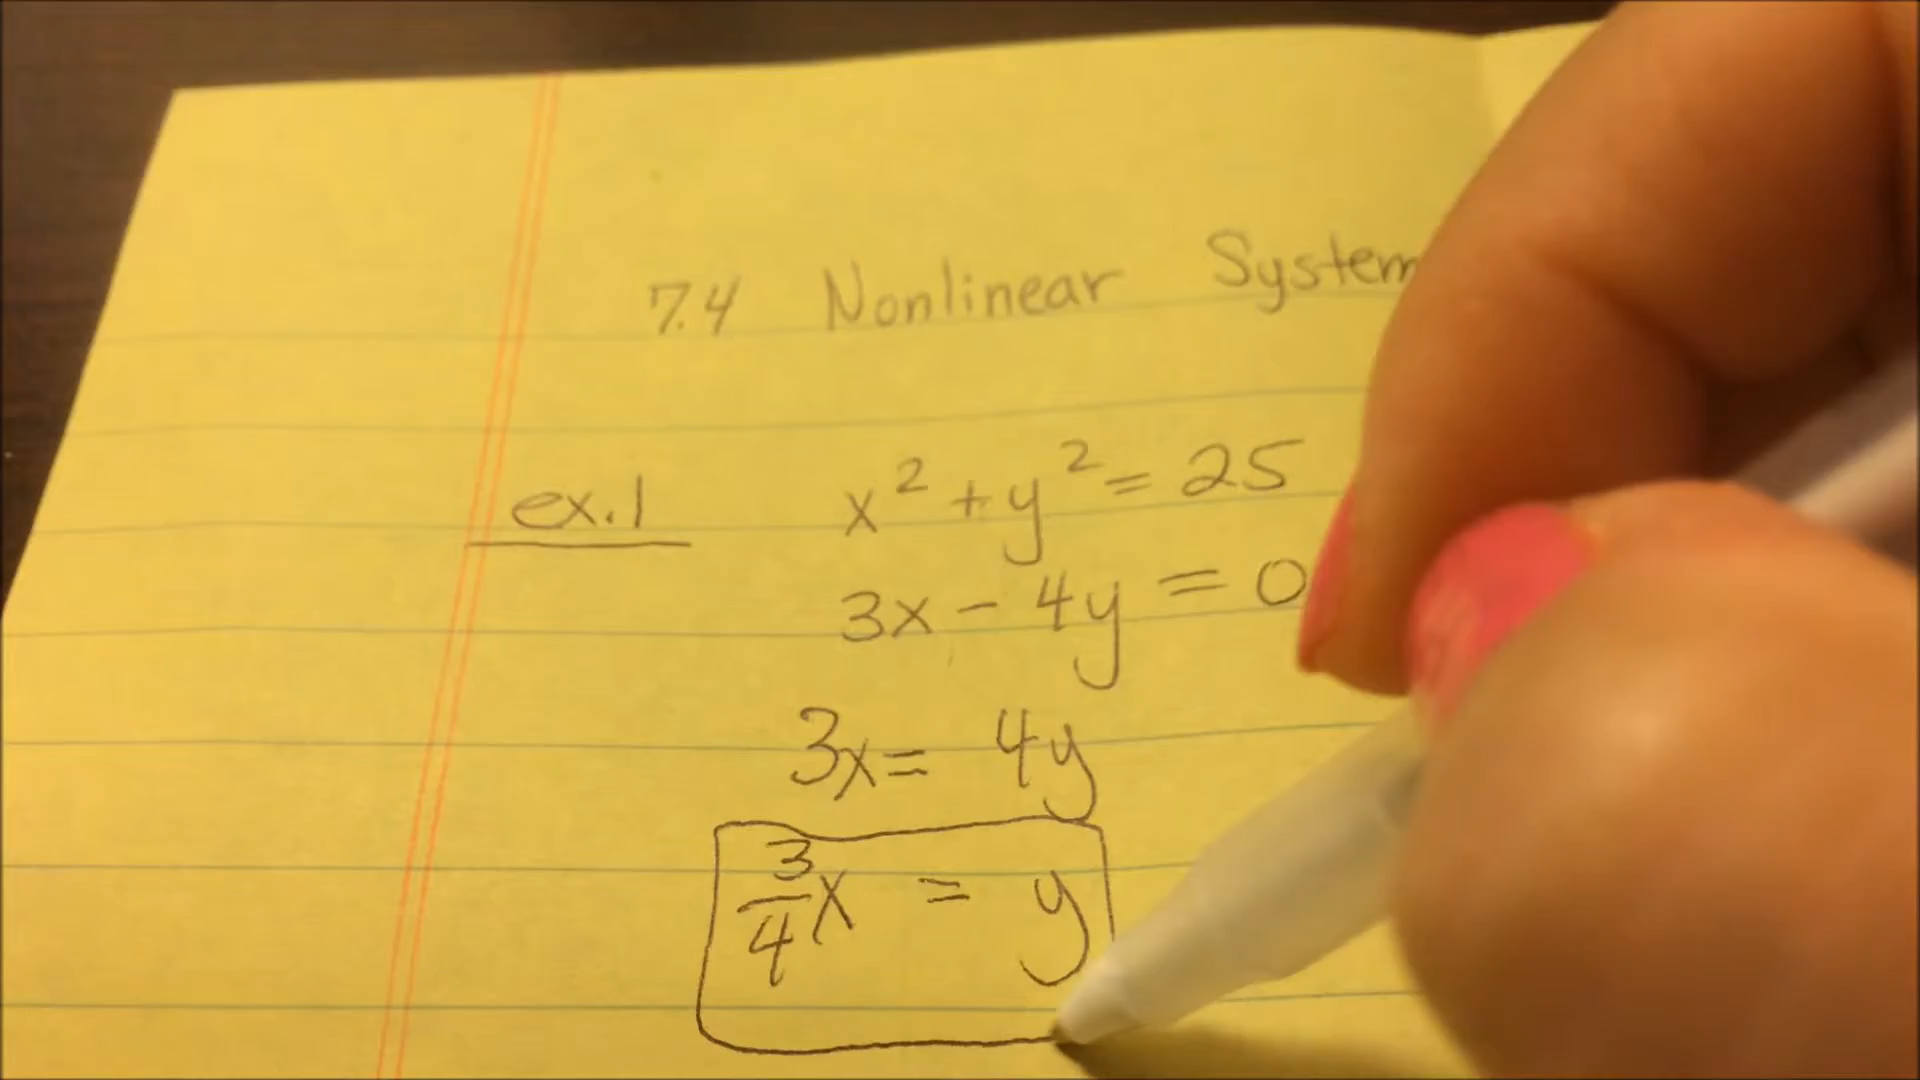 7.4 Nonlinear System
ex.1 x² + y² = 25
3x - 4y = 0
3x = 4y
3/4 x = y